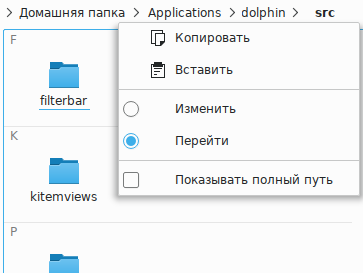 Домашняя папка Applications dolphin src
F
Копировать
Вставить
filterbar
Изменить
K
Перейти
kitemviews
Показывать полный путь
P